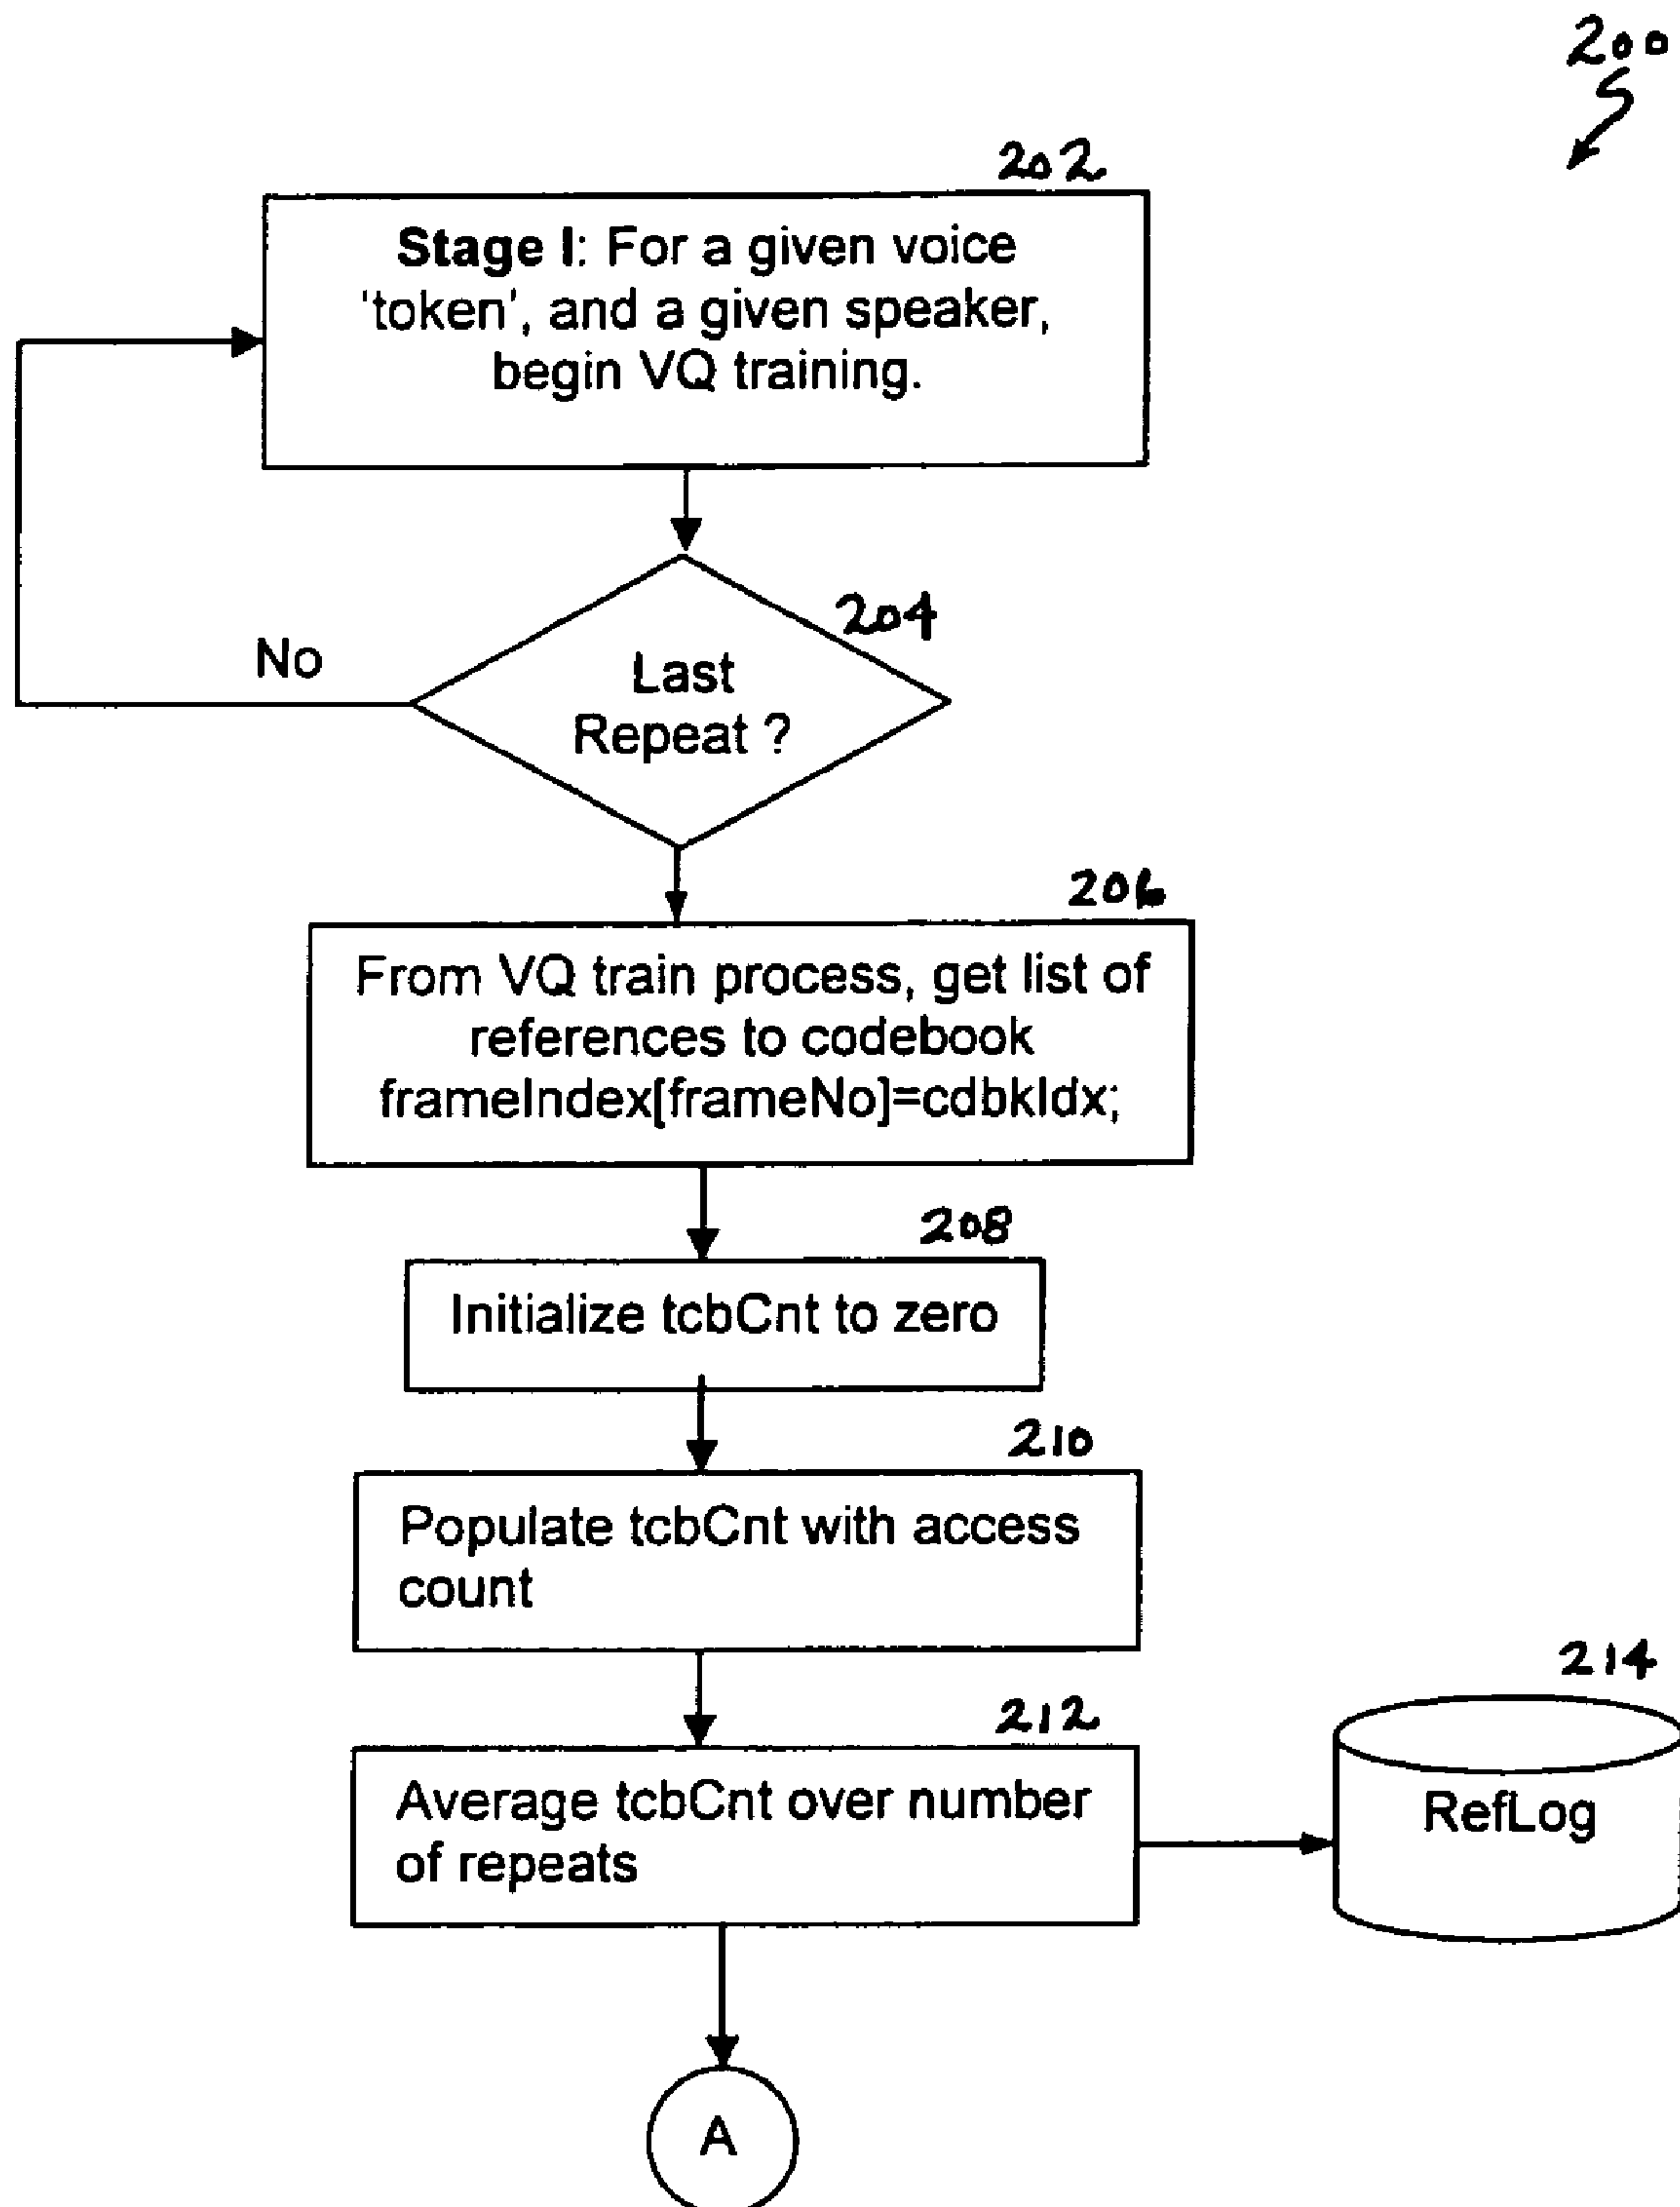 200
202
Stage I: For a given voice
'token', and a given speaker,
begin VQ training.
204
No
Last
Repeat ?
206
From VQ train process, get list of
references to codebook
frameIndex[frameNo]=cdbkIdx;
208
Initialize tcbCnt to zero
210
Populate tcbCnt with access
count
212
Average tcbCnt over number
of repeats
214
RefLog
A